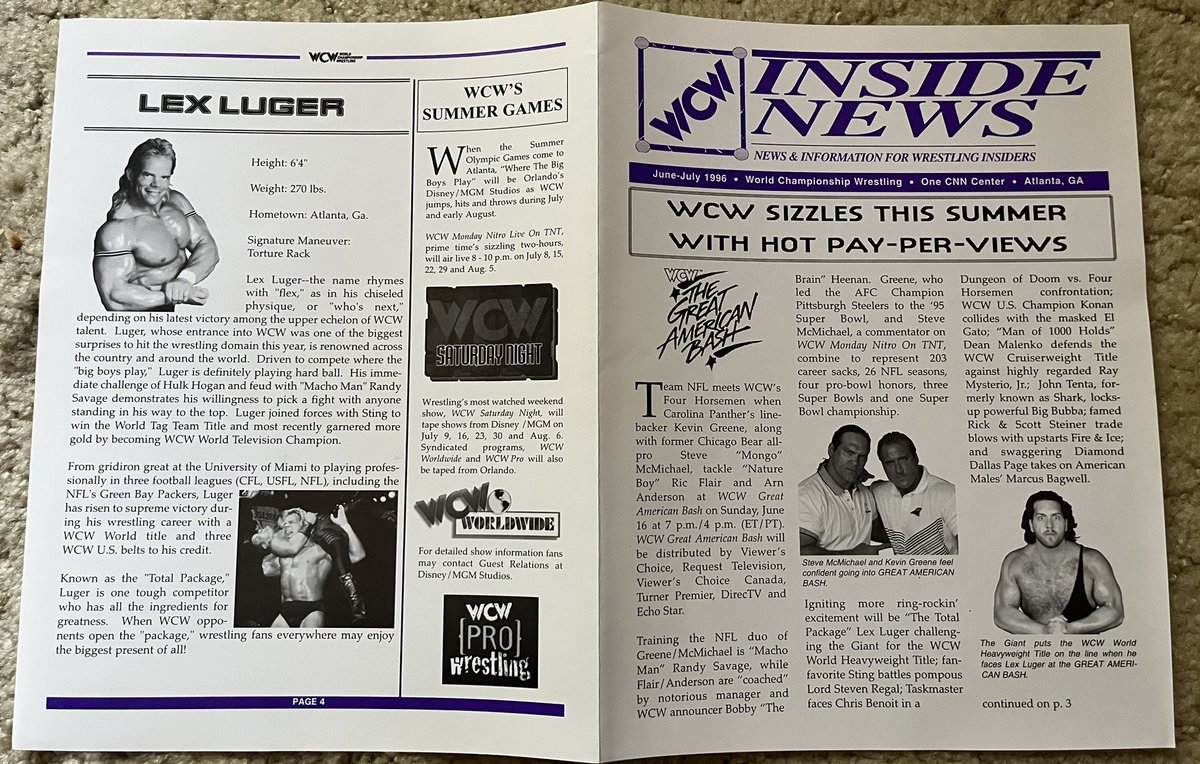 WCW WORLD CHAMPIONSHIP WRESTLING
LEX LUGER
Height: 6'4"
Weight: 270 lbs.
Hometown: Atlanta, Ga.
Signature Maneuver:
Torture Rack
Lex Luger--the name rhymes
with "flex," as in his chiseled
physique, or "who's next,"
depending on his latest victory among the upper echelon of WCW
talent. Luger, whose entrance into WCW was one of the biggest
surprises to hit the wrestling domain this year, is renowned across
the country and around the world. Driven to compete where the
"big boys play," Luger is definitely playing hard ball. His imme-
diate challenge of Hulk Hogan and feud with "Macho Man" Randy
Savage demonstrates his willingness to pick a fight with anyone
standing in his way to the top. Luger joined forces with Sting to
win the World Tag Team Title and most recently garnered more
gold by becoming WCW World Television Champion.
From gridiron great at the University of Miami to playing profes-
sionally in three football leagues (CFL, USFL, NFL), including the
NFL's Green Bay Packers, Luger
has risen to supreme victory dur-
ing his wrestling career with a
WCW World title and three
WCW U.S. belts to his credit.
Known as the "Total Package,"
Luger is the tough competitor
who has all the ingredients for
greatness. When WCW oppo-
nents open the "package," wrestling fans everywhere may enjoy
the biggest present of all!
WCW'S
SUMMER GAMES
When the Summer
Olympic Games come to
Atlanta, "Where The Big
Boys Play" will be Orlando's
Disney/MGM Studios as WCW
jumps, hits and throws during July
and early August.
WCW Monday Nitro Live On TNT,
prime time's sizzling two-hours,
will air live 8 - 10 p.m. on July 8, 15,
22, 29 and Aug. 5.
WCW
SATURDAY NIGHT
Wrestling's most watched weekend
show, WCW Saturday Night, will
tape shows from Disney /MGM on
July 9, 16, 23, 30 and Aug. 6.
Syndicated programs, WCW
Worldwide and WCW Pro will also
be taped from Orlando.
WCW
WORLDWIDE
For detailed show information fans
may contact Guest Relations at
Disney/MGM Studios.
WCW
[PRO]
wrestling
PAGE 4
WCW
INSIDE
NEWS
NEWS & INFORMATION FOR WRESTLING INSIDERS
June-July 1996 • World Championship Wrestling • One CNN Center • Atlanta, GA
WCW SIZZLES THIS SUMMER
WITH HOT PAY-PER-VIEWS
WCW
THE
GREAT
AMERICAN
BASH
Team NFL meets WCW's
Four Horsemen when
Carolina Panther's line-
backer Kevin Greene, along
with former Chicago Bear all-
pro Steve "Mongo"
McMichael, tackle "Nature
Boy" Ric Flair and Arn
Anderson at WCW Great
American Bash on Sunday, June
16 at 7 p.m./4 p.m. (ET/PT).
WCW Great American Bash will
be distributed by Viewer's
Choice, Request Television,
Viewer's Choice Canada,
Turner Premier, DirecTV and
Echo Star.
Training the NFL duo of
Greene/McMichael is "Macho
Man" Randy Savage, while
Flair/Anderson are "coached"
by notorious manager and
WCW announcer Bobby "The
Brain" Heenan. Greene, who
led the AFC Champion
Pittsburgh Steelers to the '95
Super Bowl, and Steve
McMichael, a commentator on
WCW Monday Nitro On TNT,
combine to represent 203
career sacks, 26 NFL seasons,
four pro-bowl honors, three
Super Bowls and one Super
Bowl championship.
Steve McMichael and Kevin Greene feel
confident going into GREAT AMERICAN
BASH.
Igniting more ring-rockin'
excitement will be "The Total
Package" Lex Luger challeng-
ing the Giant for the WCW
World Heavyweight Title; fan-
favorite Sting battles pompous
Lord Steven Regal; Taskmaster
faces Chris Benoit in a
Dungeon of Doom vs. Four
Horsemen confrontation;
WCW U.S. Champion Konan
collides with the masked El
Gato; "Man of 1000 Holds"
Dean Malenko defends the
WCW Cruiserweight Title
against highly regarded Ray
Mysterio, Jr.; John Tenta, for-
merly known as Shark, locks-
up powerful Big Bubba; famed
Rick & Scott Steiner trade
blows with upstarts Fire & Ice;
and swaggering Diamond
Dallas Page takes on American
Males' Marcus Bagwell.
The Giant puts the WCW World
Heavyweight Title on the line when he
faces Lex Luger at the GREAT AMERI-
CAN BASH.
continued on p. 3